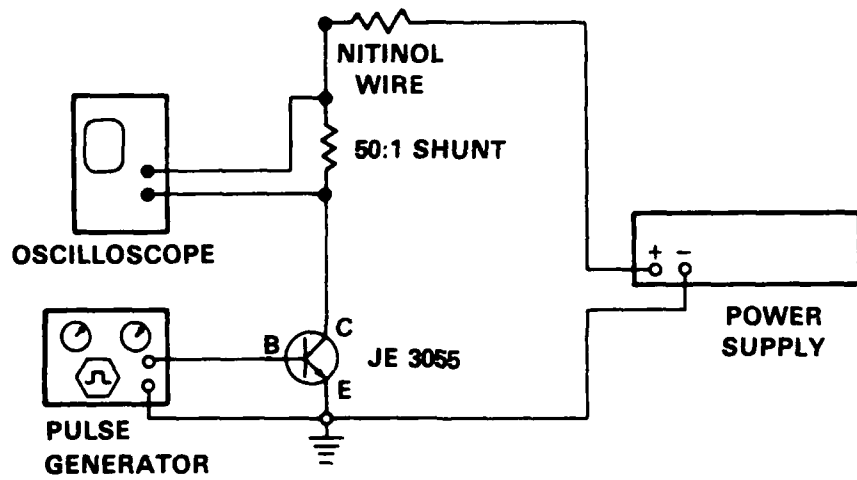 NITINOL
WIRE
50:1 SHUNT
OSCILLOSCOPE
+ −
POWER
SUPPLY
C
B
JE 3055
E
PULSE
GENERATOR